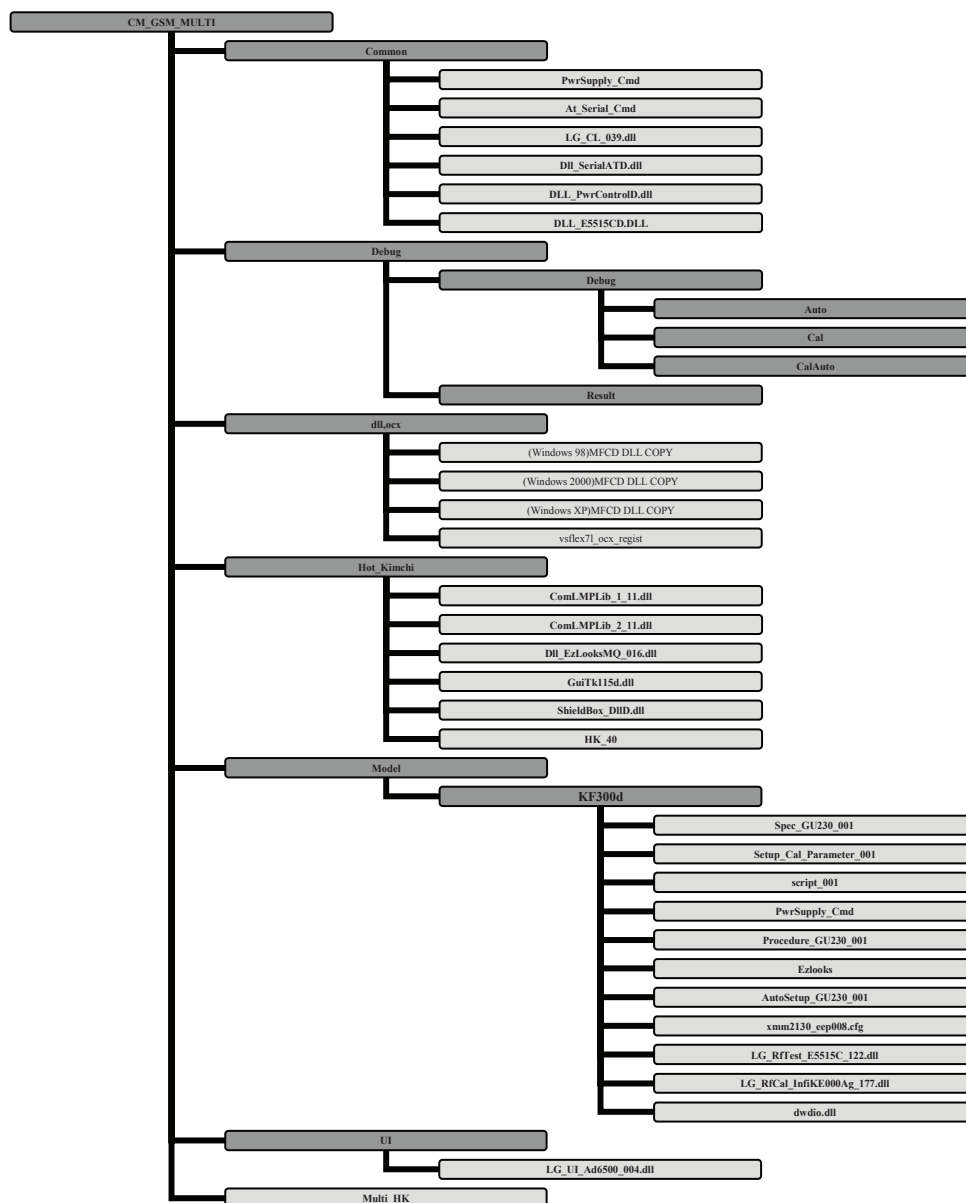 CM_GSM_MULTI
Common
PwrSupply_Cmd
At_Serial_Cmd
LG_CL_039.dll
Dll_SerialATD.dll
DLL_PwrControlD.dll
DLL_E5515CD.DLL
Debug
Debug
Auto
Cal
CalAuto
Result
dll,ocx
(Windows 98)MFCD DLL COPY
(Windows 2000)MFCD DLL COPY
(Windows XP)MFCD DLL COPY
vsflex7l_ocx_regist
Hot_Kimchi
ComLMPLib_1_11.dll
ComLMPLib_2_11.dll
Dll_EzLooksMQ_016.dll
GuiTk115d.dll
ShieldBox_DllD.dll
HK_40
Model
KF300d
Spec_GU230_001
Setup_Cal_Parameter_001
script_001
PwrSupply_Cmd
Procedure_GU230_001
Ezlooks
AutoSetup_GU230_001
xmm2130_eep008.cfg
LG_RfTest_E5515C_122.dll
LG_RfCal_InfiKE000Ag_177.dll
dwdio.dll
UI
LG_UI_Ad6500_004.dll
Multi_HK